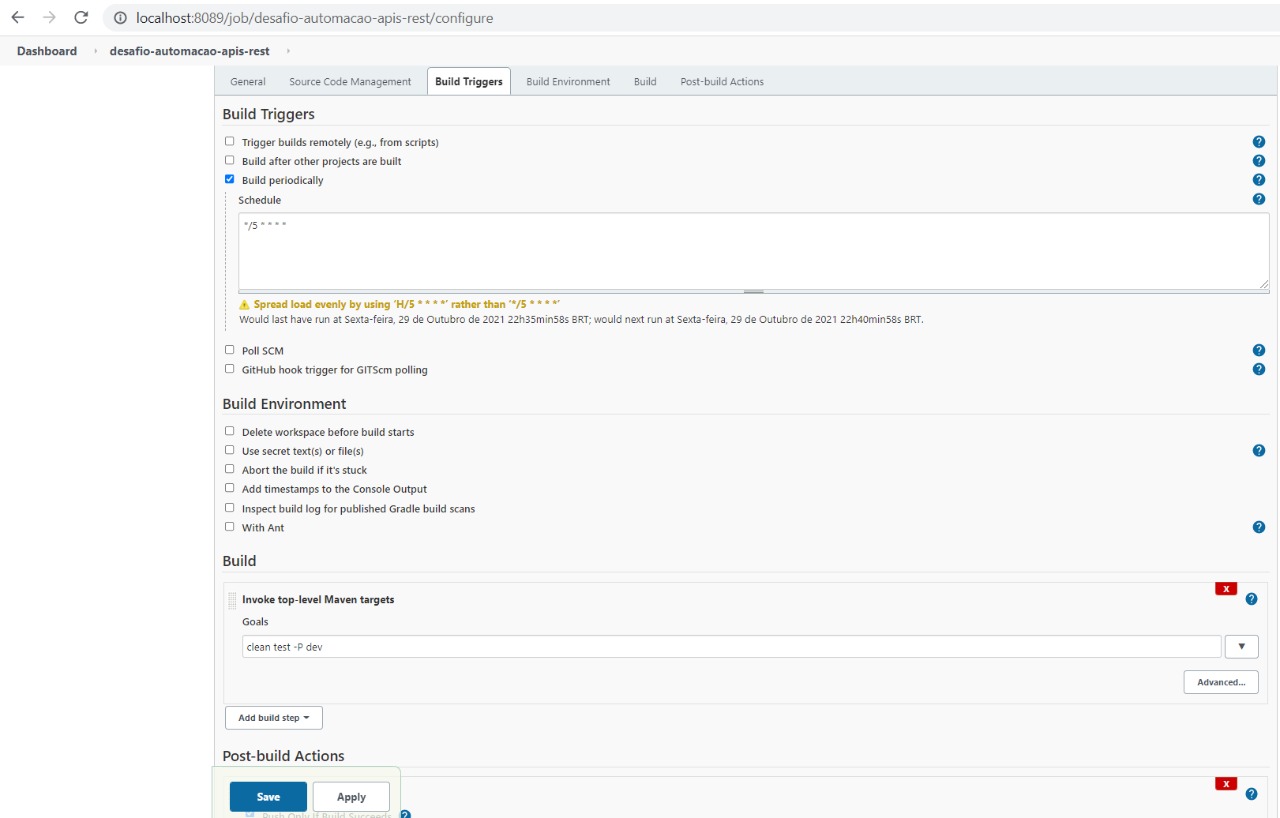 localhost:8089/job/desafio-automacao-apis-rest/configure
Dashboard desafio-automacao-apis-rest
General Source Code Management Build Triggers Build Environment Build Post-build Actions
Build Triggers
Trigger builds remotely (e.g., from scripts)
Build after other projects are built
Build periodically
Schedule
*/5 * * * *
Spread load evenly by using ‘H/5 * * * *’ rather than ‘*/5 * * * *’
Would last have run at Sexta-feira, 29 de Outubro de 2021 22h35min58s BRT; would next run at Sexta-feira, 29 de Outubro de 2021 22h40min58s BRT.
Poll SCM
GitHub hook trigger for GITScm polling
Build Environment
Delete workspace before build starts
Use secret text(s) or file(s)
Abort the build if it's stuck
Add timestamps to the Console Output
Inspect build log for published Gradle build scans
With Ant
Build
X
Invoke top-level Maven targets
Goals
clean test -P dev
Advanced...
Add build step
Post-build Actions
X
Save Apply
Push Only If Build Succeeds